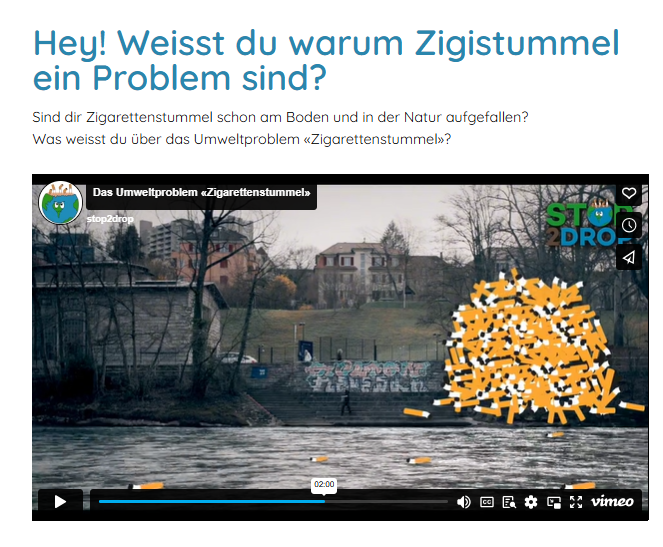 Hey! Weisst du warum Zigistummel
ein Problem sind?
Sind dir Zigarettenstummel schon am Boden und in der Natur aufgefallen?
Was weisst du über das Umweltproblem «Zigarettenstummel»?
Das Umweltproblem «Zigarettenstummel»
stop2drop
STOP
2DROP
02:00
CC
vimeo